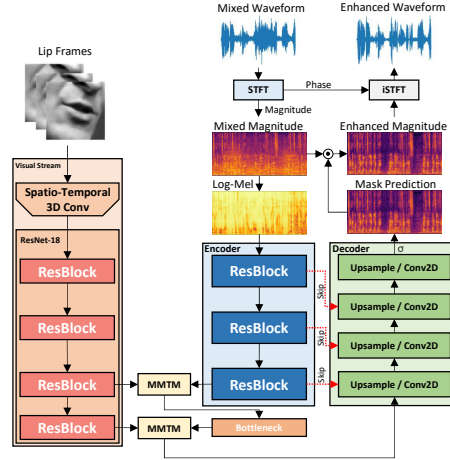 Mixed Waveform
Enhanced Waveform
Lip Frames
STFT
Phase
iSTFT
Magnitude
Mixed Magnitude
Enhanced Magnitude
Visual Stream
Spatio-Temporal
3D Conv
Log-Mel
Mask Prediction
ResNet-18
Encoder
Decoder
σ
ResBlock
ResBlock
Skip
Upsample / Conv2D
Upsample / Conv2D
ResBlock
ResBlock
Skip
Upsample / Conv2D
ResBlock
MMTM
ResBlock
Skip
Upsample / Conv2D
ResBlock
MMTM
Bottleneck